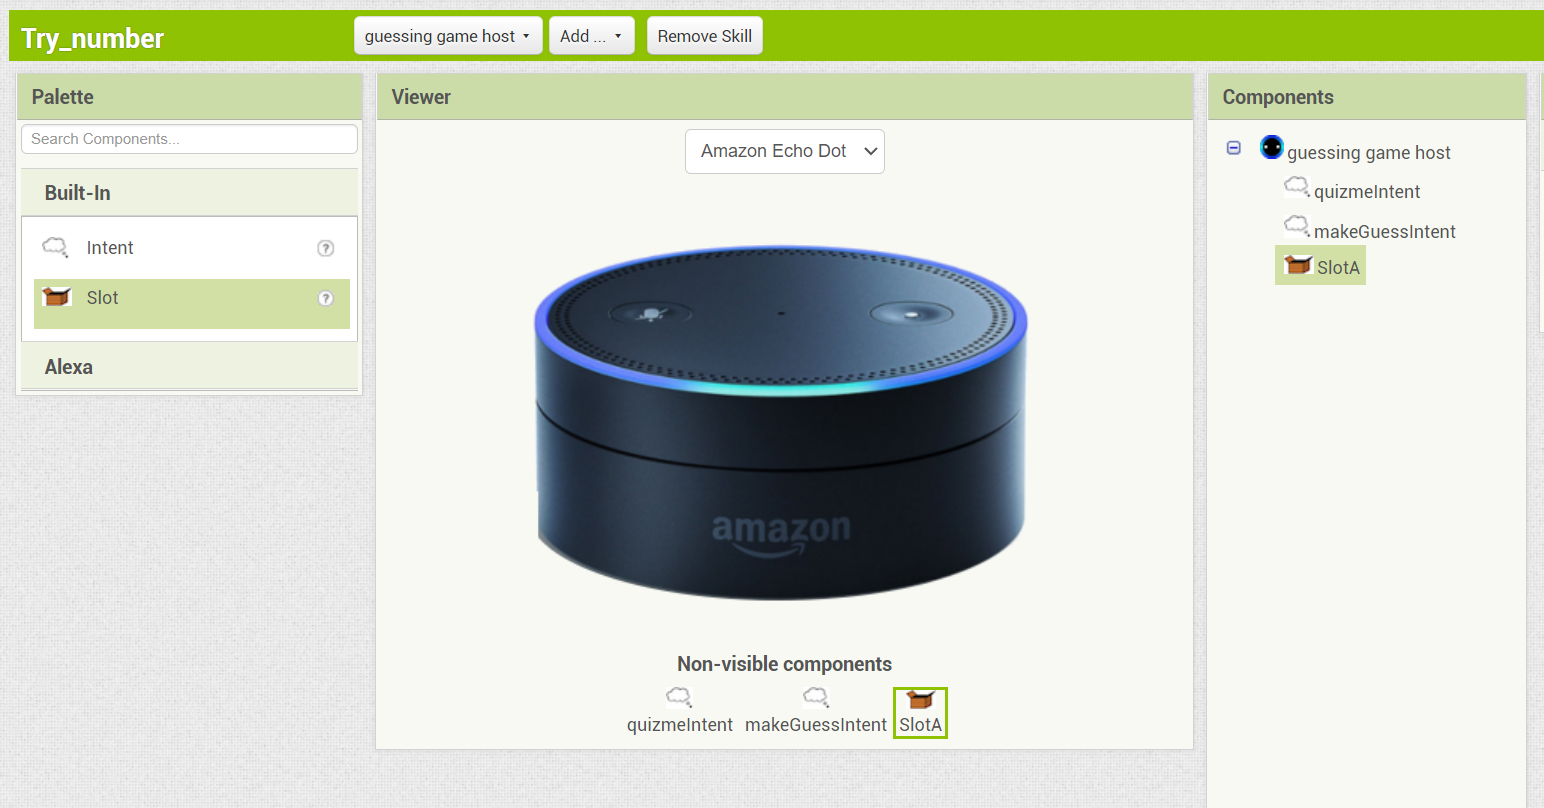 Try_number
guessing game host
Add ...
Remove Skill
Palette
Search Components...
Built-In
Intent
?
Slot
?
Alexa
Viewer
Amazon Echo Dot
amazon
Non-visible components
quizmeIntent
makeGuessIntent
SlotA
Components
guessing game host
quizmeIntent
makeGuessIntent
SlotA